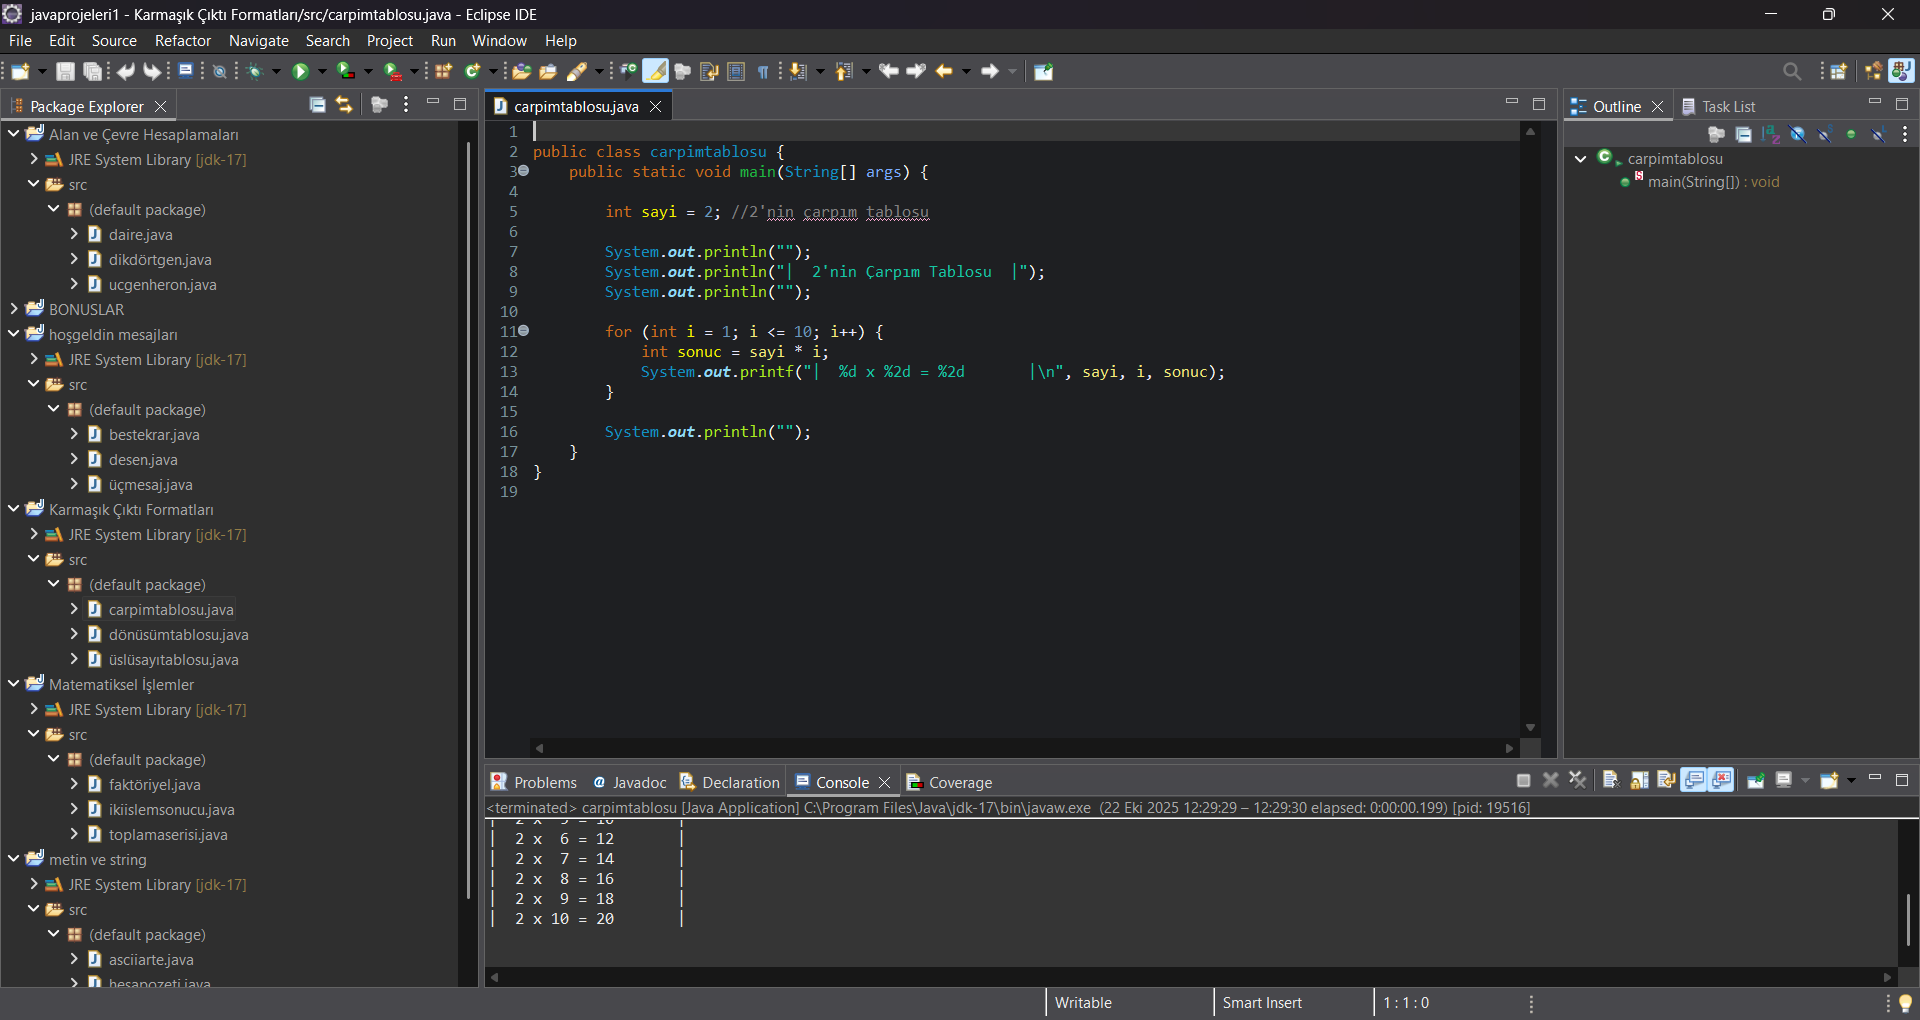 javaprojeleri1 - Karmaşık Çıktı Formatları/src/carpimtablosu.java - Eclipse IDE
File Edit Source Refactor Navigate Search Project Run Window Help
Package Explorer
Alan ve Çevre Hesaplamaları
JRE System Library [jdk-17]
src
(default package)
daire.java
dikdörtgen.java
ucgenheron.java
BONUSLAR
hoşgeldin mesajları
JRE System Library [jdk-17]
src
(default package)
bestekrar.java
desen.java
üçmesaj.java
Karmaşık Çıktı Formatları
JRE System Library [jdk-17]
src
(default package)
carpimtablosu.java
dönüsümtablosu.java
üslüsayıtablosu.java
Matematiksel İşlemler
JRE System Library [jdk-17]
src
(default package)
faktöriyel.java
ikiislemsonucu.java
toplamaserisi.java
metin ve string
JRE System Library [jdk-17]
src
(default package)
asciiarte.java
hesapozeti.java
carpimtablosu.java
1
2 public class carpimtablosu {
3 public static void main(String[] args) {
4
5 int sayi = 2; //2'nin çarpım tablosu
6
7 System.out.println("");
8 System.out.println("|  2'nin Çarpım Tablosu  |");
9 System.out.println("");
10
11 for (int i = 1; i <= 10; i++) {
12 int sonuc = sayi * i;
13 System.out.printf("|  %d x %2d = %2d       |\n", sayi, i, sonuc);
14 }
15
16 System.out.println("");
17 }
18 }
19
Outline Task List
carpimtablosu
main(String[]) : void
Problems Javadoc Declaration Console Coverage
<terminated> carpimtablosu [Java Application] C:\Program Files\Java\jdk-17\bin\javaw.exe (22 Eki 2025 12:29:29 – 12:29:30 elapsed: 0:00:00.199) [pid: 19516]
|  2 x  5 = 10       |
|  2 x  6 = 12       |
|  2 x  7 = 14       |
|  2 x  8 = 16       |
|  2 x  9 = 18       |
|  2 x 10 = 20       |
Writable Smart Insert 1 : 1 : 0